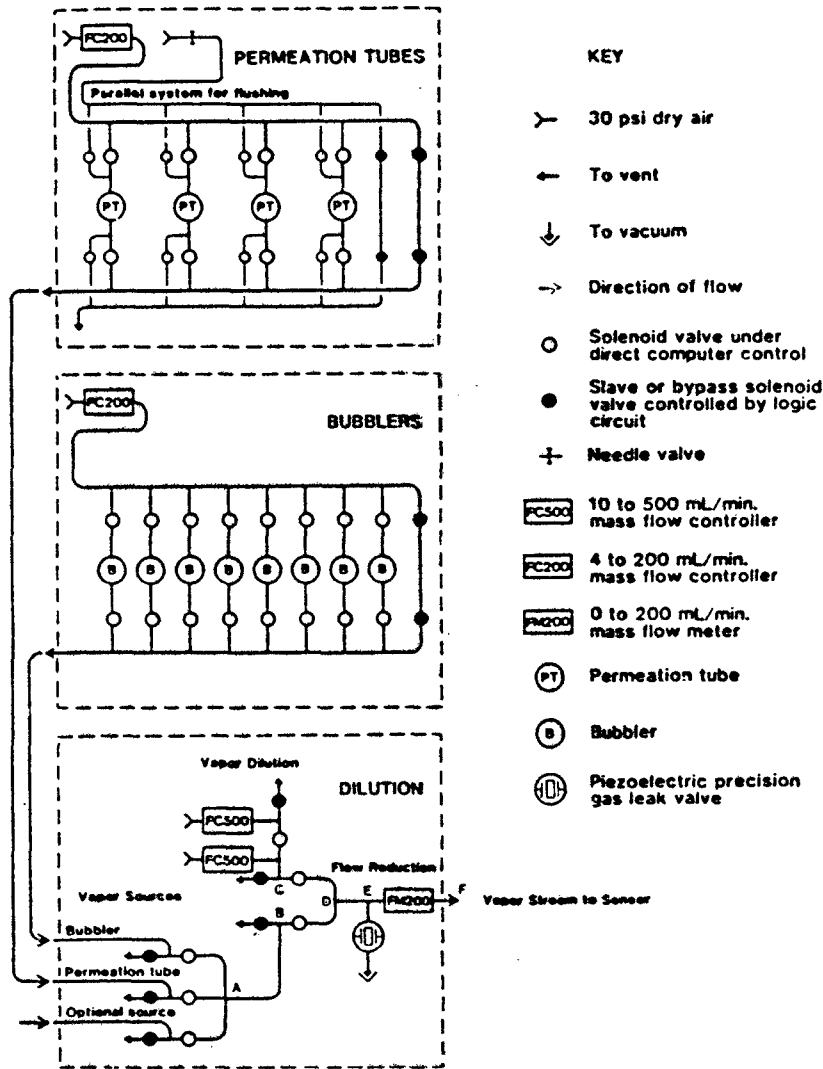 FC200
PERMEATION TUBES
Parallel system for flushing
PT PT PT PT
FC200
BUBBLERS
B B B B B B B B
Vapor Dilution
DILUTION
FC500
FC500
Flow Reduction
C
D
E
FM200
F
Vapor Stream to Sensor
Vapor Sources
B
Bubbler
Permeation tube
A
Optional source
KEY
30 psi dry air
To vent
To vacuum
Direction of flow
Solenoid valve under
direct computer control
Slave or bypass solenoid
valve controlled by logic
circuit
Needle valve
FC500
10 to 500 mL/min.
mass flow controller
FC200
4 to 200 mL/min.
mass flow controller
FM200
0 to 200 mL/min.
mass flow meter
PT
Permeation tube
B
Bubbler
Piezoelectric precision
gas leak valve